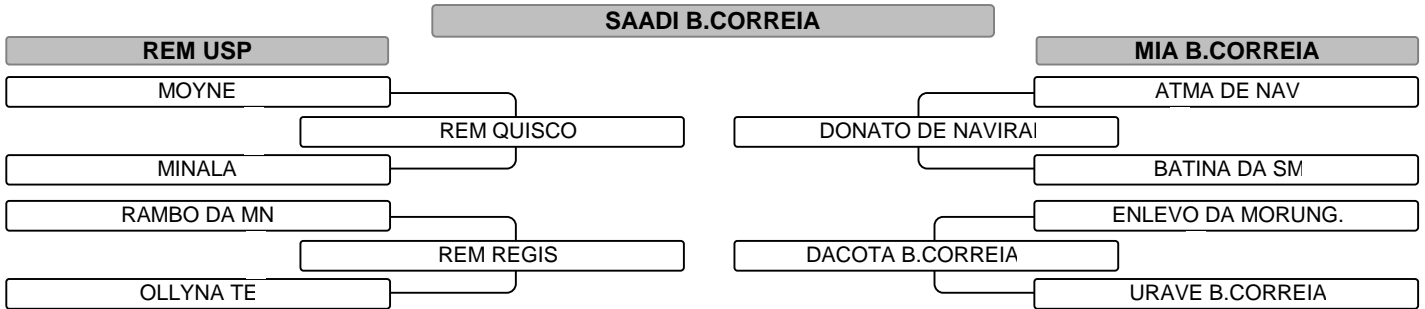 SAADI B.CORREIA
REM USP
MIA B.CORREIA
MOYNE
ATMA DE NAV
REM QUISCO
DONATO DE NAVIRAI
MINALA
BATINA DA SM
RAMBO DA MN
ENLEVO DA MORUNG.
REM REGIS
DACOTA B.CORREIA
OLLYNA TE
URAVE B.CORREIA